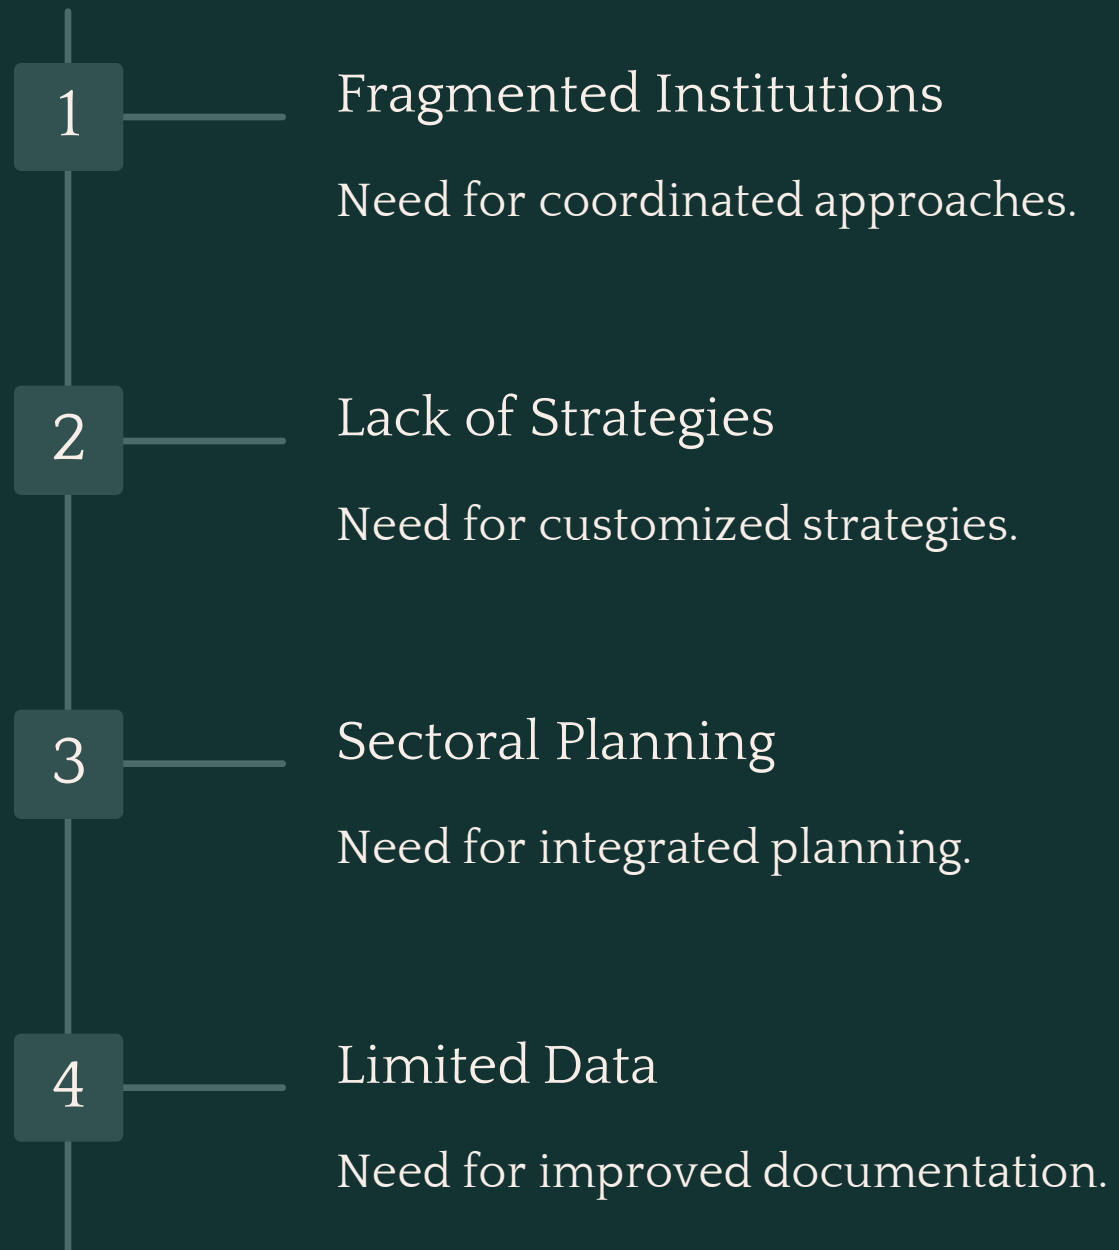 1
Fragmented Institutions
Need for coordinated approaches.
2
Lack of Strategies
Need for customized strategies.
3
Sectoral Planning
Need for integrated planning.
4
Limited Data
Need for improved documentation.